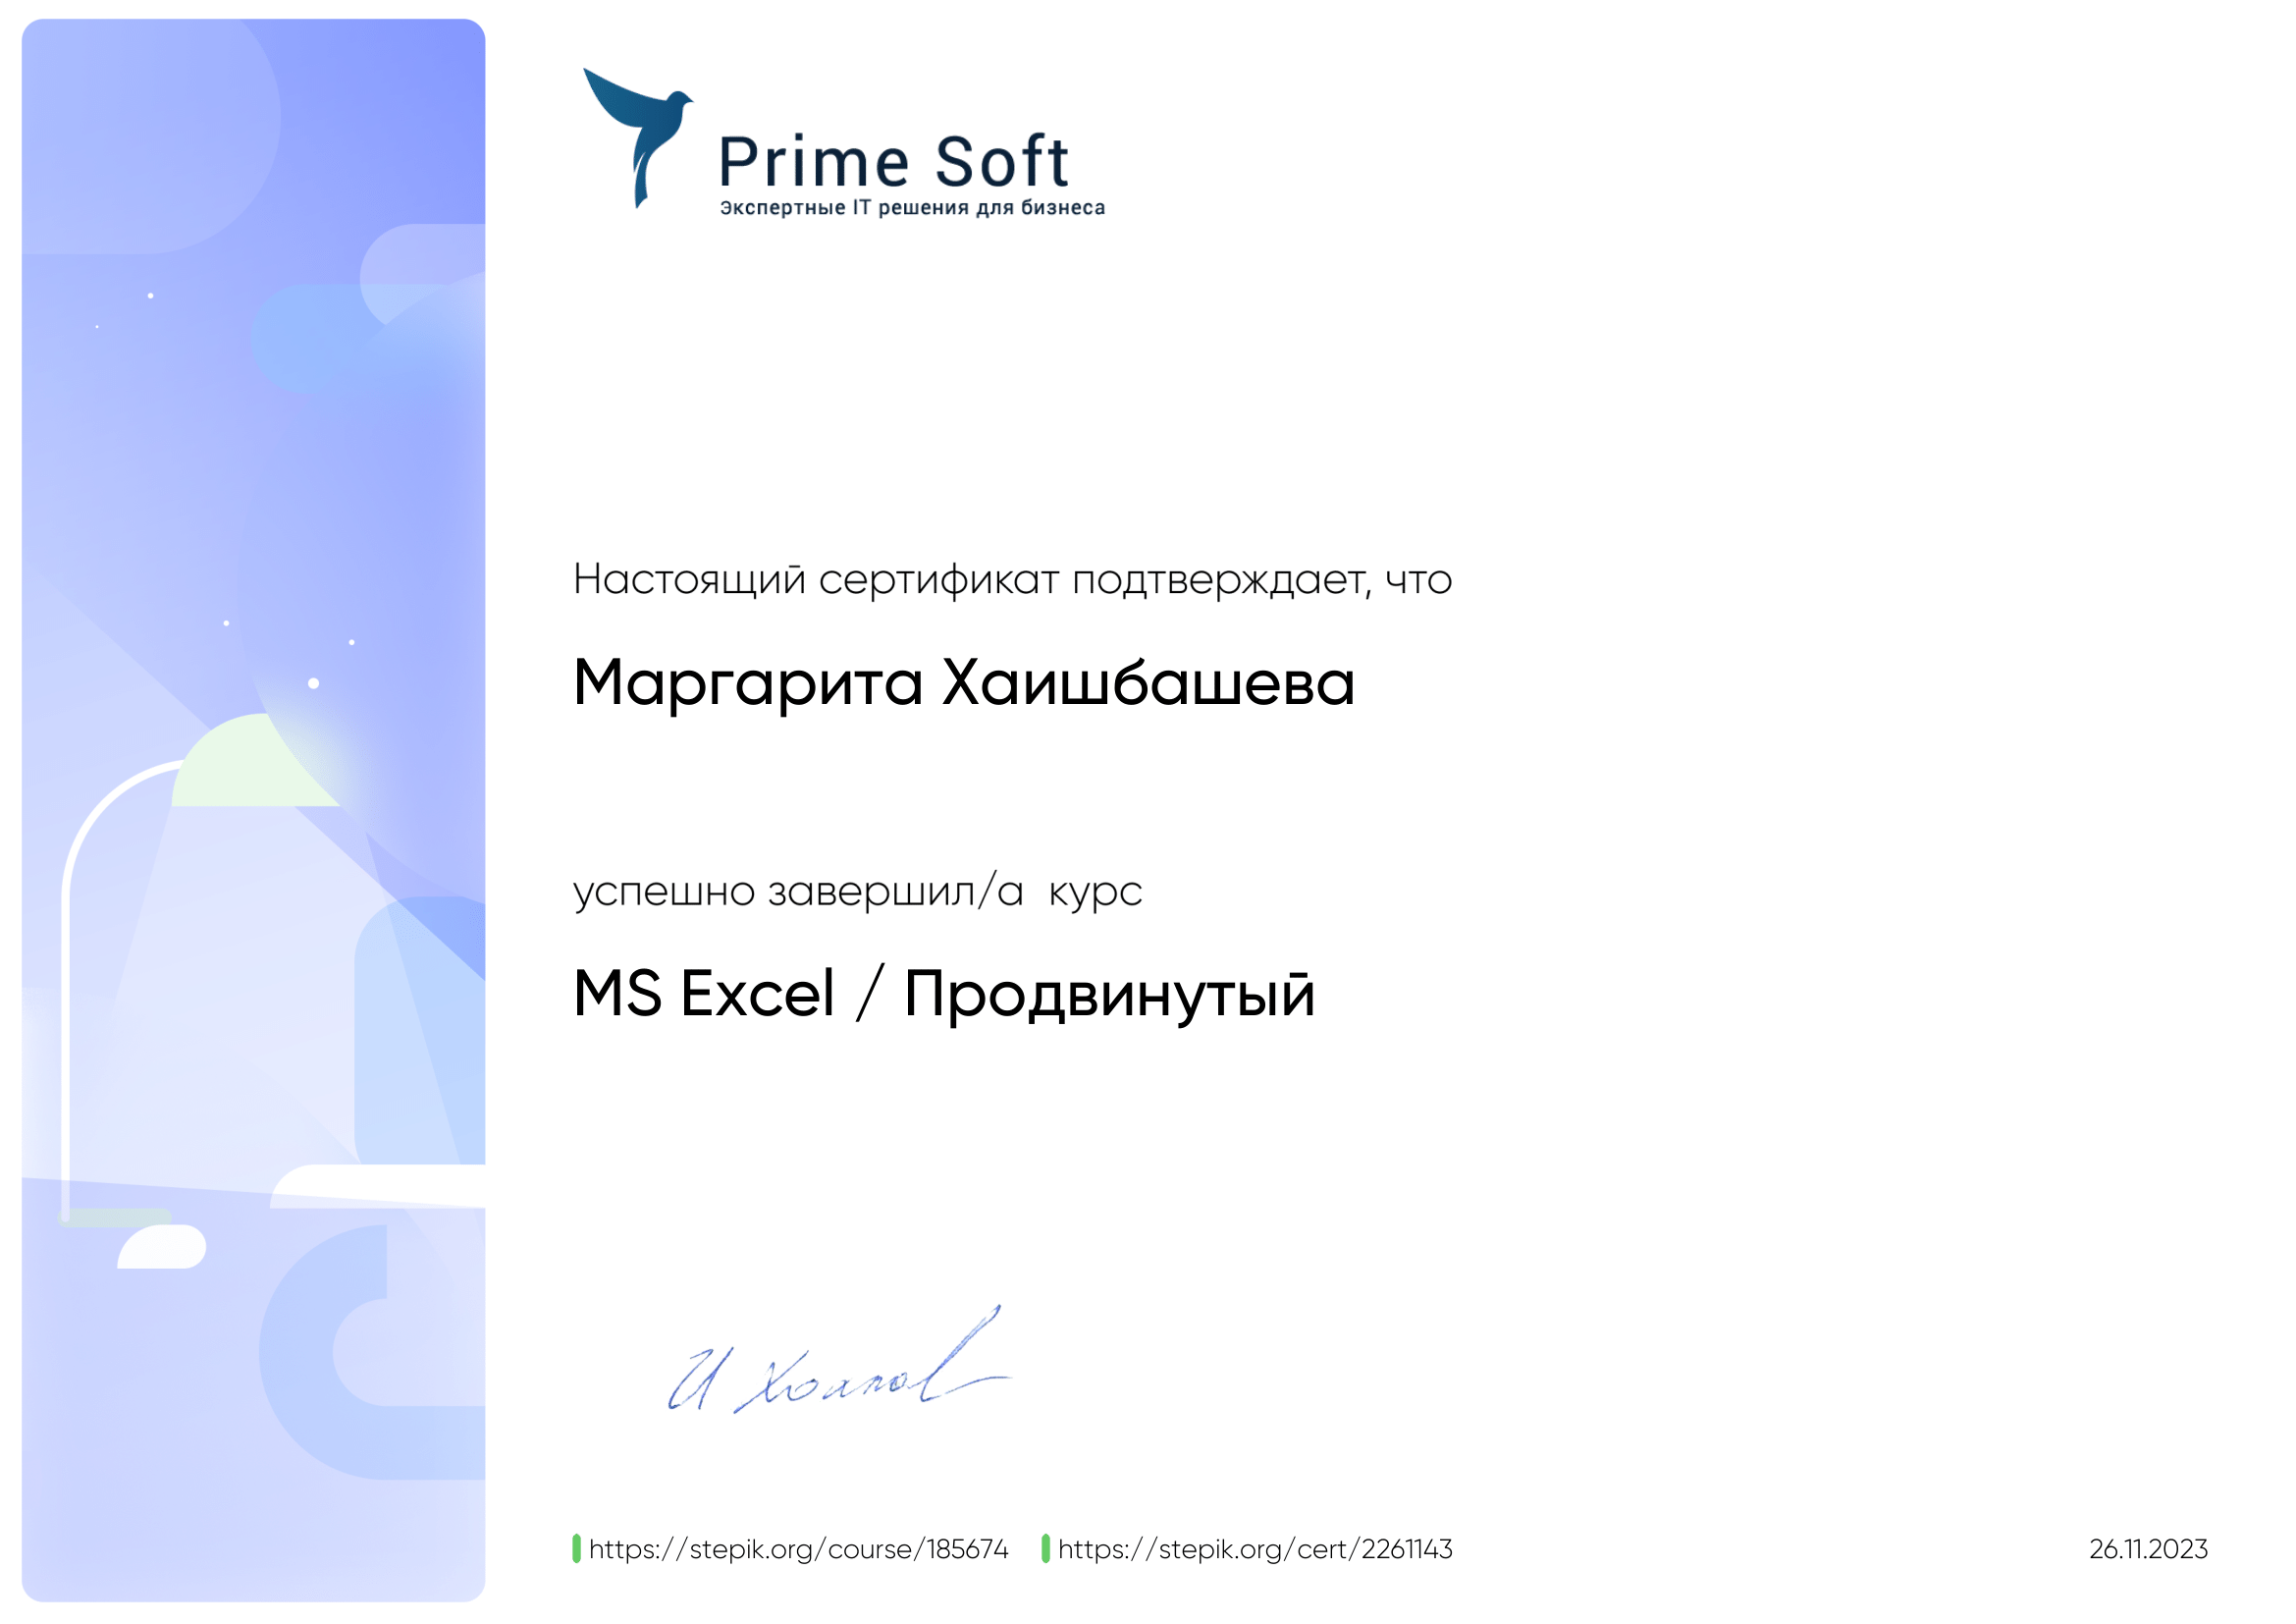 Prime Soft
Экспертные IT решения для бизнеса
Настоящий сертификат подтверждает, что
Маргарита Хаишбашева
успешно завершил/а курс
MS Excel / Продвинутый
https://stepik.org/course/185674 https://stepik.org/cert/2261143 26.11.2023